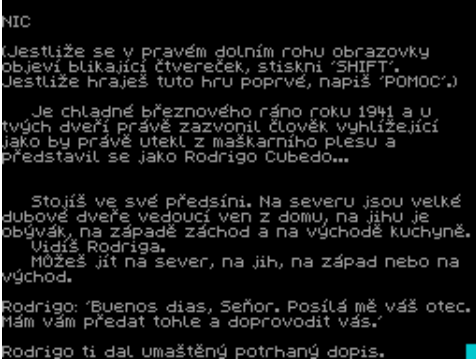 NIC
(Jestliže se v pravém dolním rohu obrazovky
objeví blikající čtvereček, stiskni 'SHIFT'.
Jestliže hraješ tuto hru poprvé, napiš 'POMOC'.)
Je chladné březnového ráno roku 1941 a u
tvých dveří právě zazvonil člověk vyhlížející
jako by právě utekl z maškarního plesu a
představil se jako Rodrigo Cubedo...
Stojíš ve své předsíni. Na severu jsou velké
dubové dveře vedoucí ven z domu, na jihu je
obývák, na západě záchod a na východě kuchyně.
Vidíš Rodriga.
MŮžeš jít na sever, na jih, na západ nebo na
východ.
Rodrigo: 'Buenos dias, Señor. Posílá mě váš otec.
Mám vám předat tohle a doprovodit vás.'
Rodrigo ti dal umaštěný potrhaný dopis.